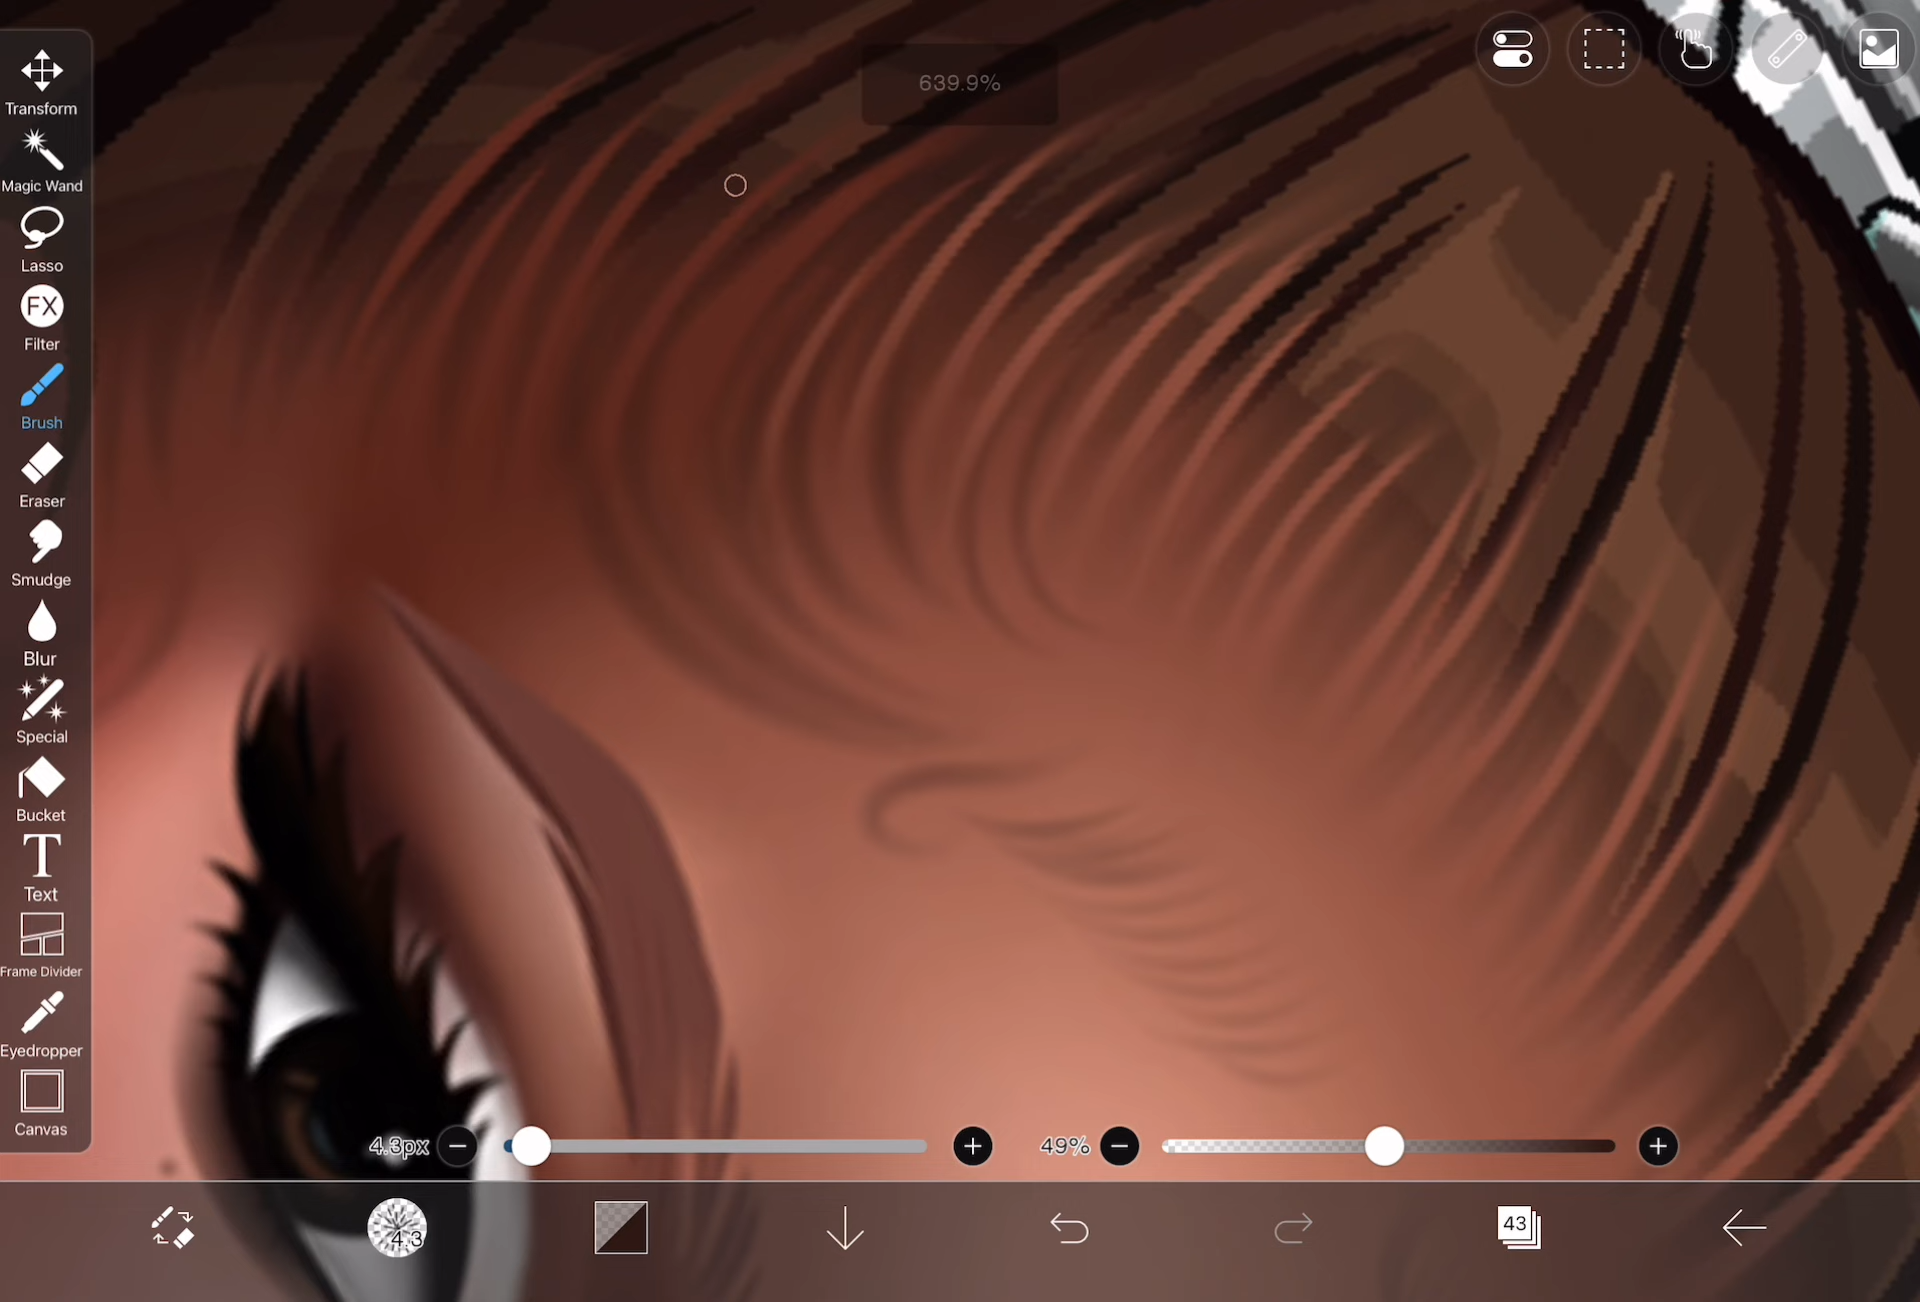 639.9%
Transform
Magic Wand
Lasso
FX
Filter
Brush
Eraser
Smudge
Blur
Special
Bucket
T
Text
Frame Divider
Eyedropper
Canvas
4.3px
49%
4.3
43